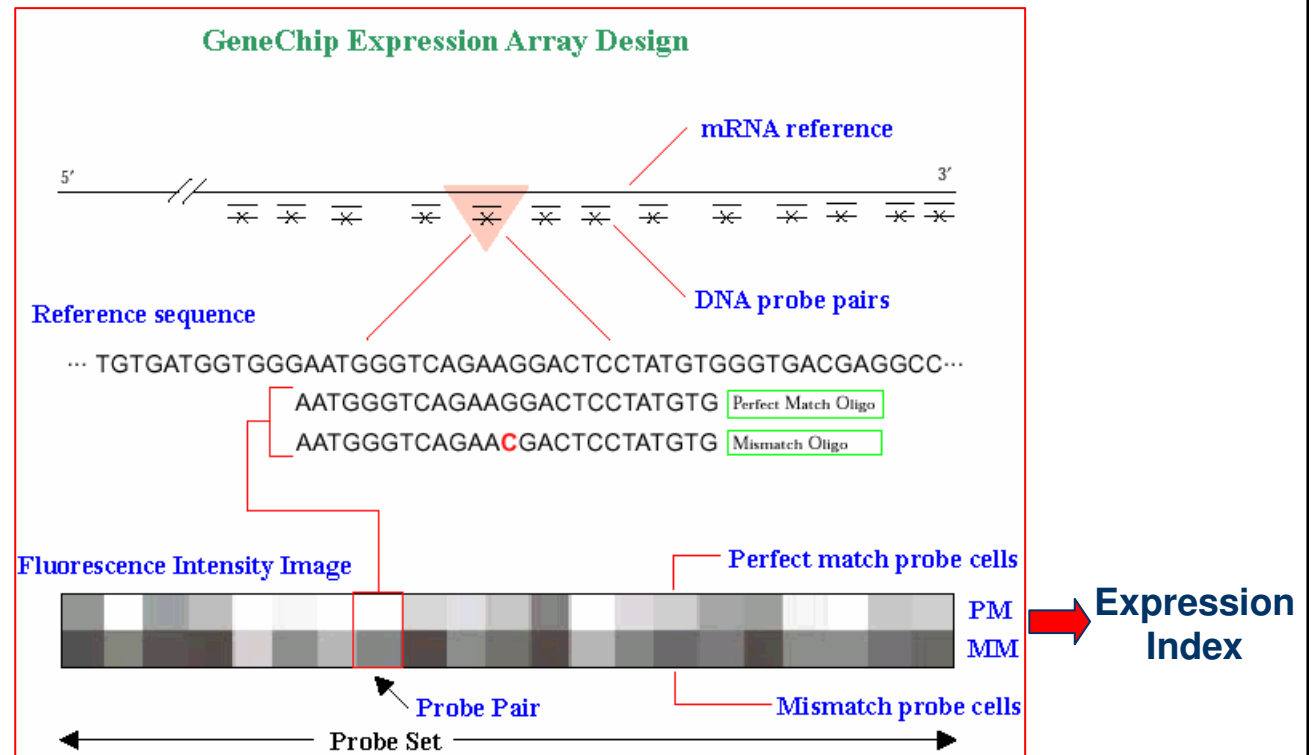 GeneChip Expression Array Design
mRNA reference
5′
3′
DNA probe pairs
Reference sequence
··· TGTGATGGTGGGAATGGGTCAGAAGGACTCCTATGTGGGTGACGAGGCC···
AATGGGTCAGAAGGACTCCTATGTG Perfect Match Oligo
AATGGGTCAGAACGACTCCTATGTG Mismatch Oligo
Fluorescence Intensity Image
Perfect match probe cells
PM
MM
Expression
Index
Probe Pair
Mismatch probe cells
Probe Set